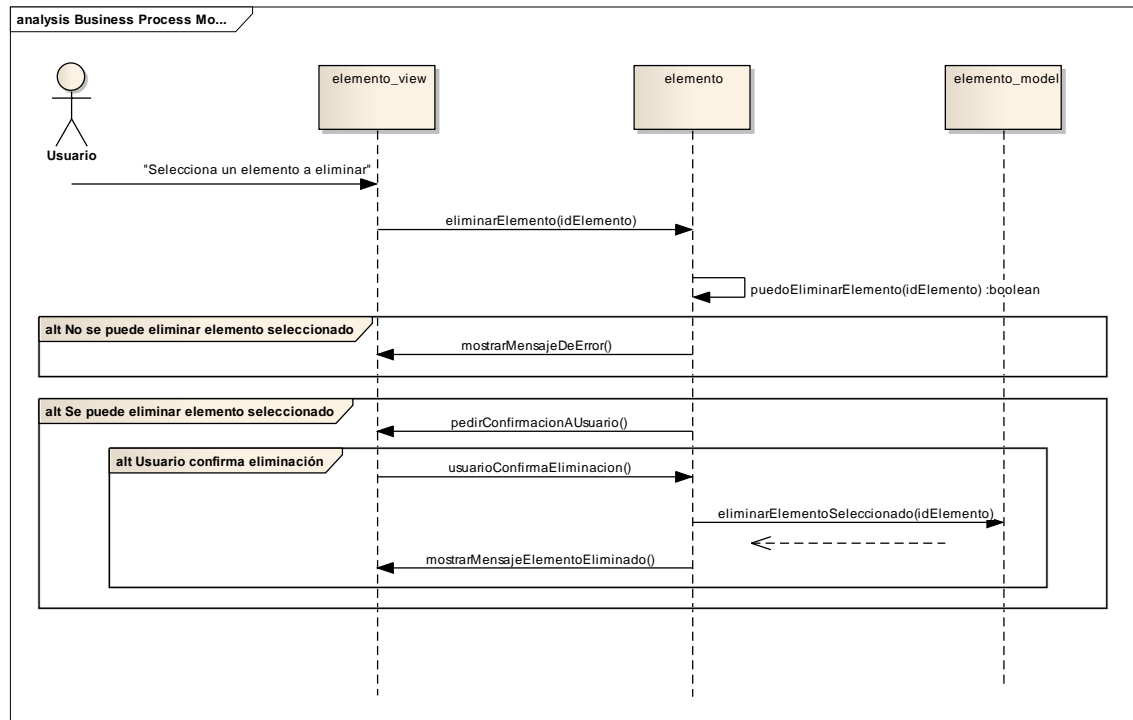 analysis Business Process Mo...
elemento_view
elemento
elemento_model
Usuario
"Selecciona un elemento a eliminar"
eliminarElemento(idElemento)
puedoEliminarElemento(idElemento) :boolean
alt No se puede eliminar elemento seleccionado
mostrarMensajeDeError()
alt Se puede eliminar elemento seleccionado
pedirConfirmacionAUsuario()
alt Usuario confirma eliminación
usuarioConfirmaEliminacion()
eliminarElementoSeleccionado(idElemento)
mostrarMensajeElementoEliminado()